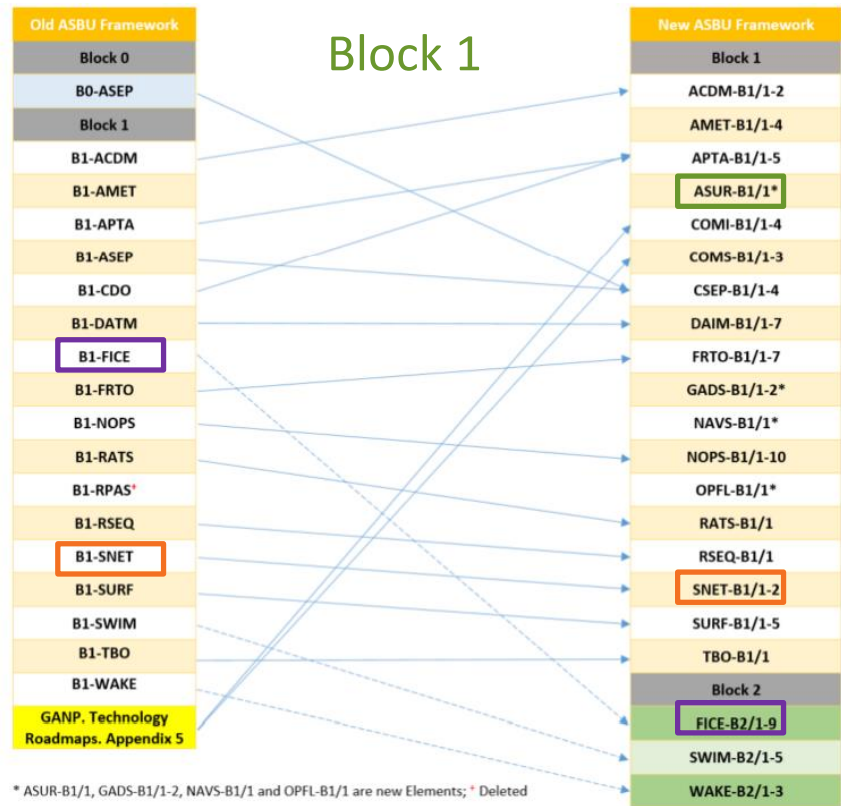 Block 1
Old ASBU Framework
Block 0
B0-ASEP
Block 1
B1-ACDM
B1-AMET
B1-APTA
B1-ASEP
B1-CDO
B1-DATM
B1-FICE
B1-FRTO
B1-NOPS
B1-RATS
B1-RPAS⁺
B1-RSEQ
B1-SNET
B1-SURF
B1-SWIM
B1-TBO
B1-WAKE
GANP. Technology
Roadmaps. Appendix 5
New ASBU Framework
Block 1
ACDM-B1/1-2
AMET-B1/1-4
APTA-B1/1-5
ASUR-B1/1*
COMI-B1/1-4
COMS-B1/1-3
CSEP-B1/1-4
DAIM-B1/1-7
FRTO-B1/1-7
GADS-B1/1-2*
NAVS-B1/1*
NOPS-B1/1-10
OPFL-B1/1*
RATS-B1/1
RSEQ-B1/1
SNET-B1/1-2
SURF-B1/1-5
TBO-B1/1
Block 2
FICE-B2/1-9
SWIM-B2/1-5
WAKE-B2/1-3
* ASUR-B1/1, GADS-B1/1-2, NAVS-B1/1 and OPFL-B1/1 are new Elements; ⁺ Deleted